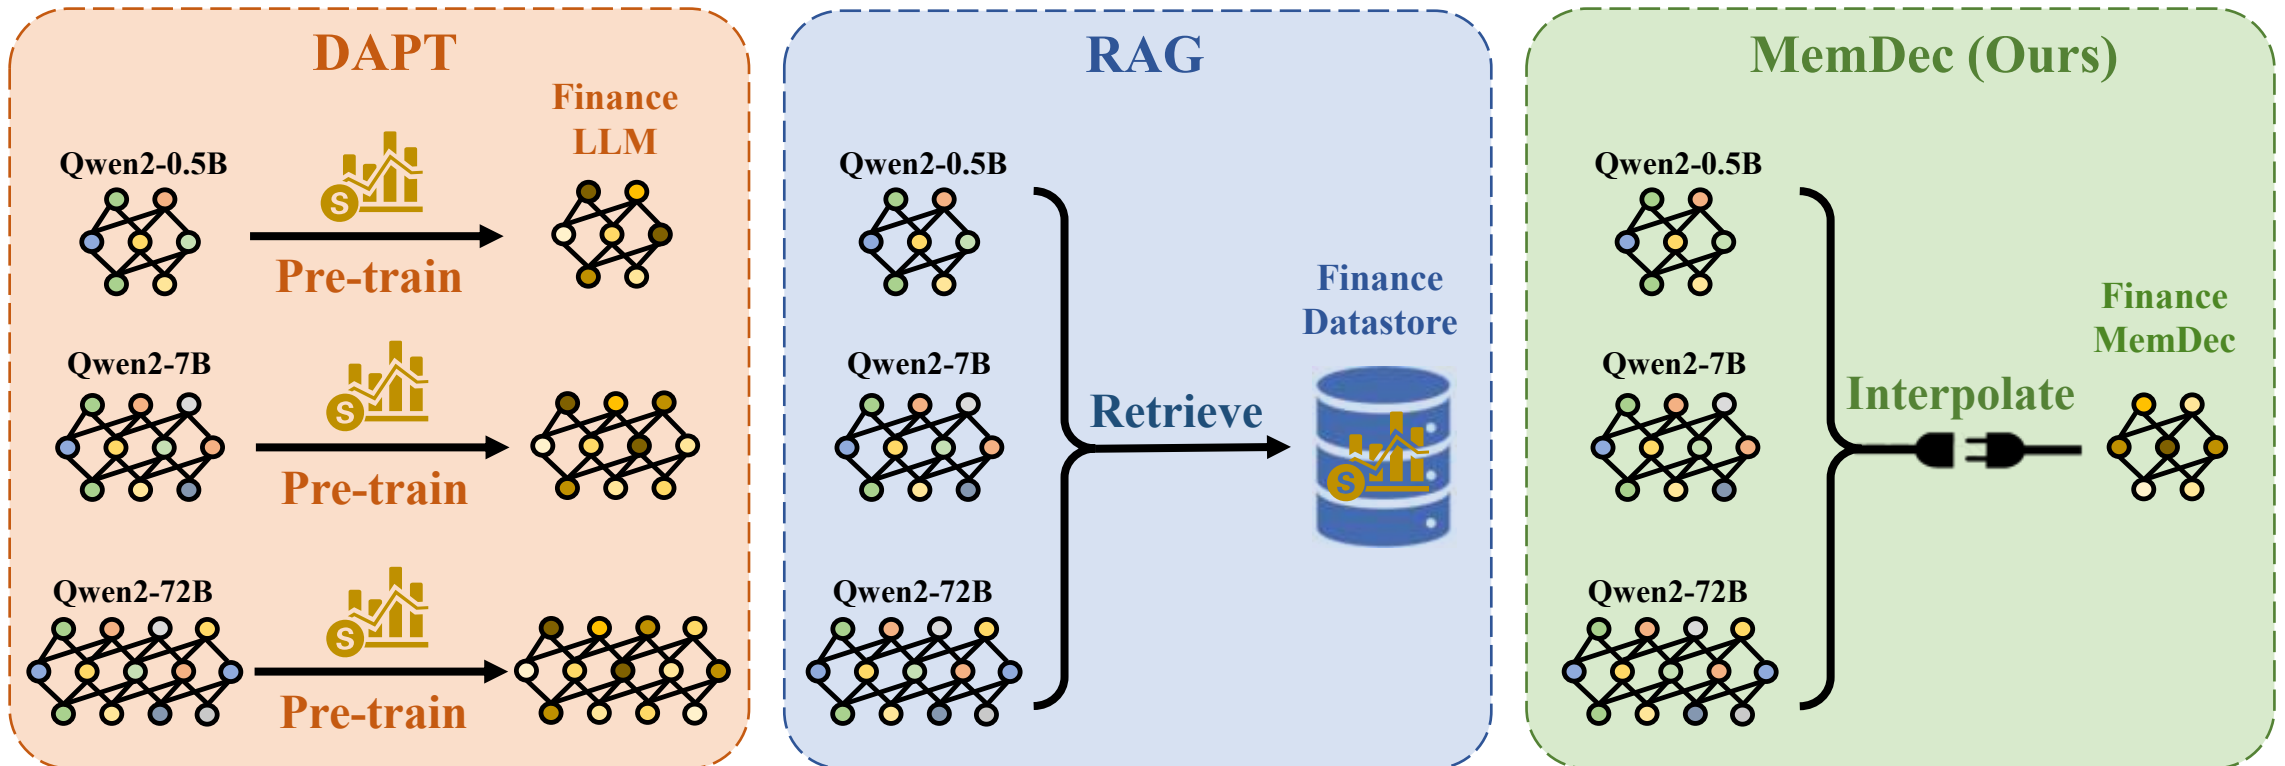 DAPT
Finance
LLM
Qwen2-0.5B
S
Pre-train
Qwen2-7B
S
Pre-train
Qwen2-72B
S
Pre-train
RAG
Qwen2-0.5B
Qwen2-7B
Qwen2-72B
Retrieve
Finance
Datastore
S
MemDec (Ours)
Qwen2-0.5B
Qwen2-7B
Qwen2-72B
Interpolate
Finance
MemDec